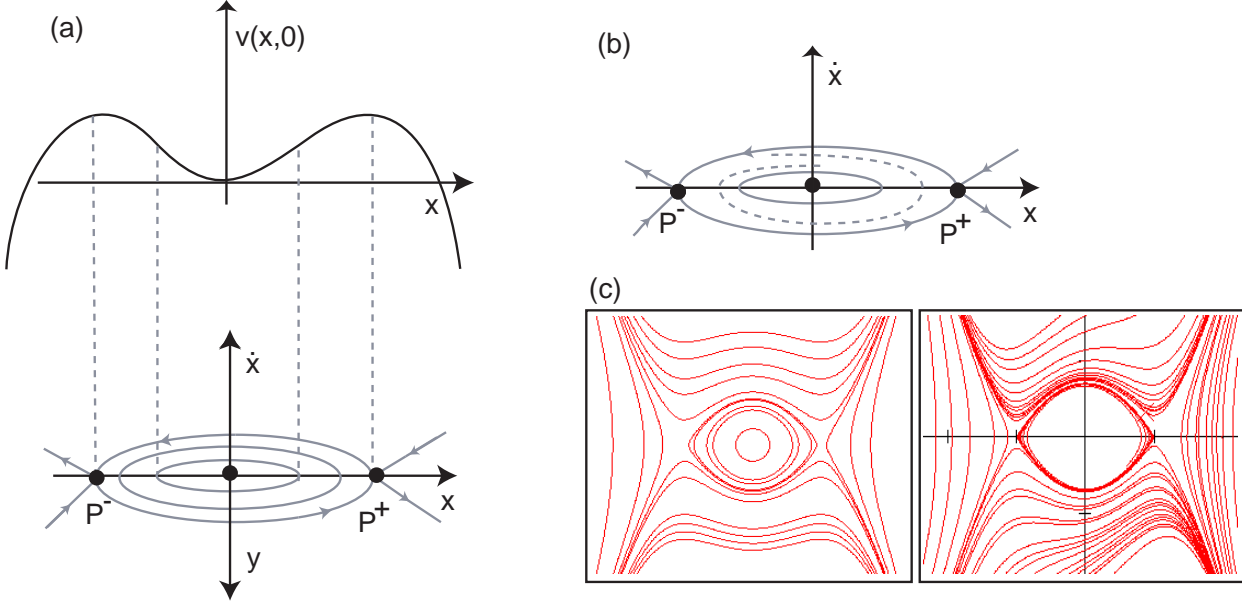 (a)
v(x,0)
x
ẋ
P-
P+
x
y
(b)
ẋ
P-
P+
x
(c)